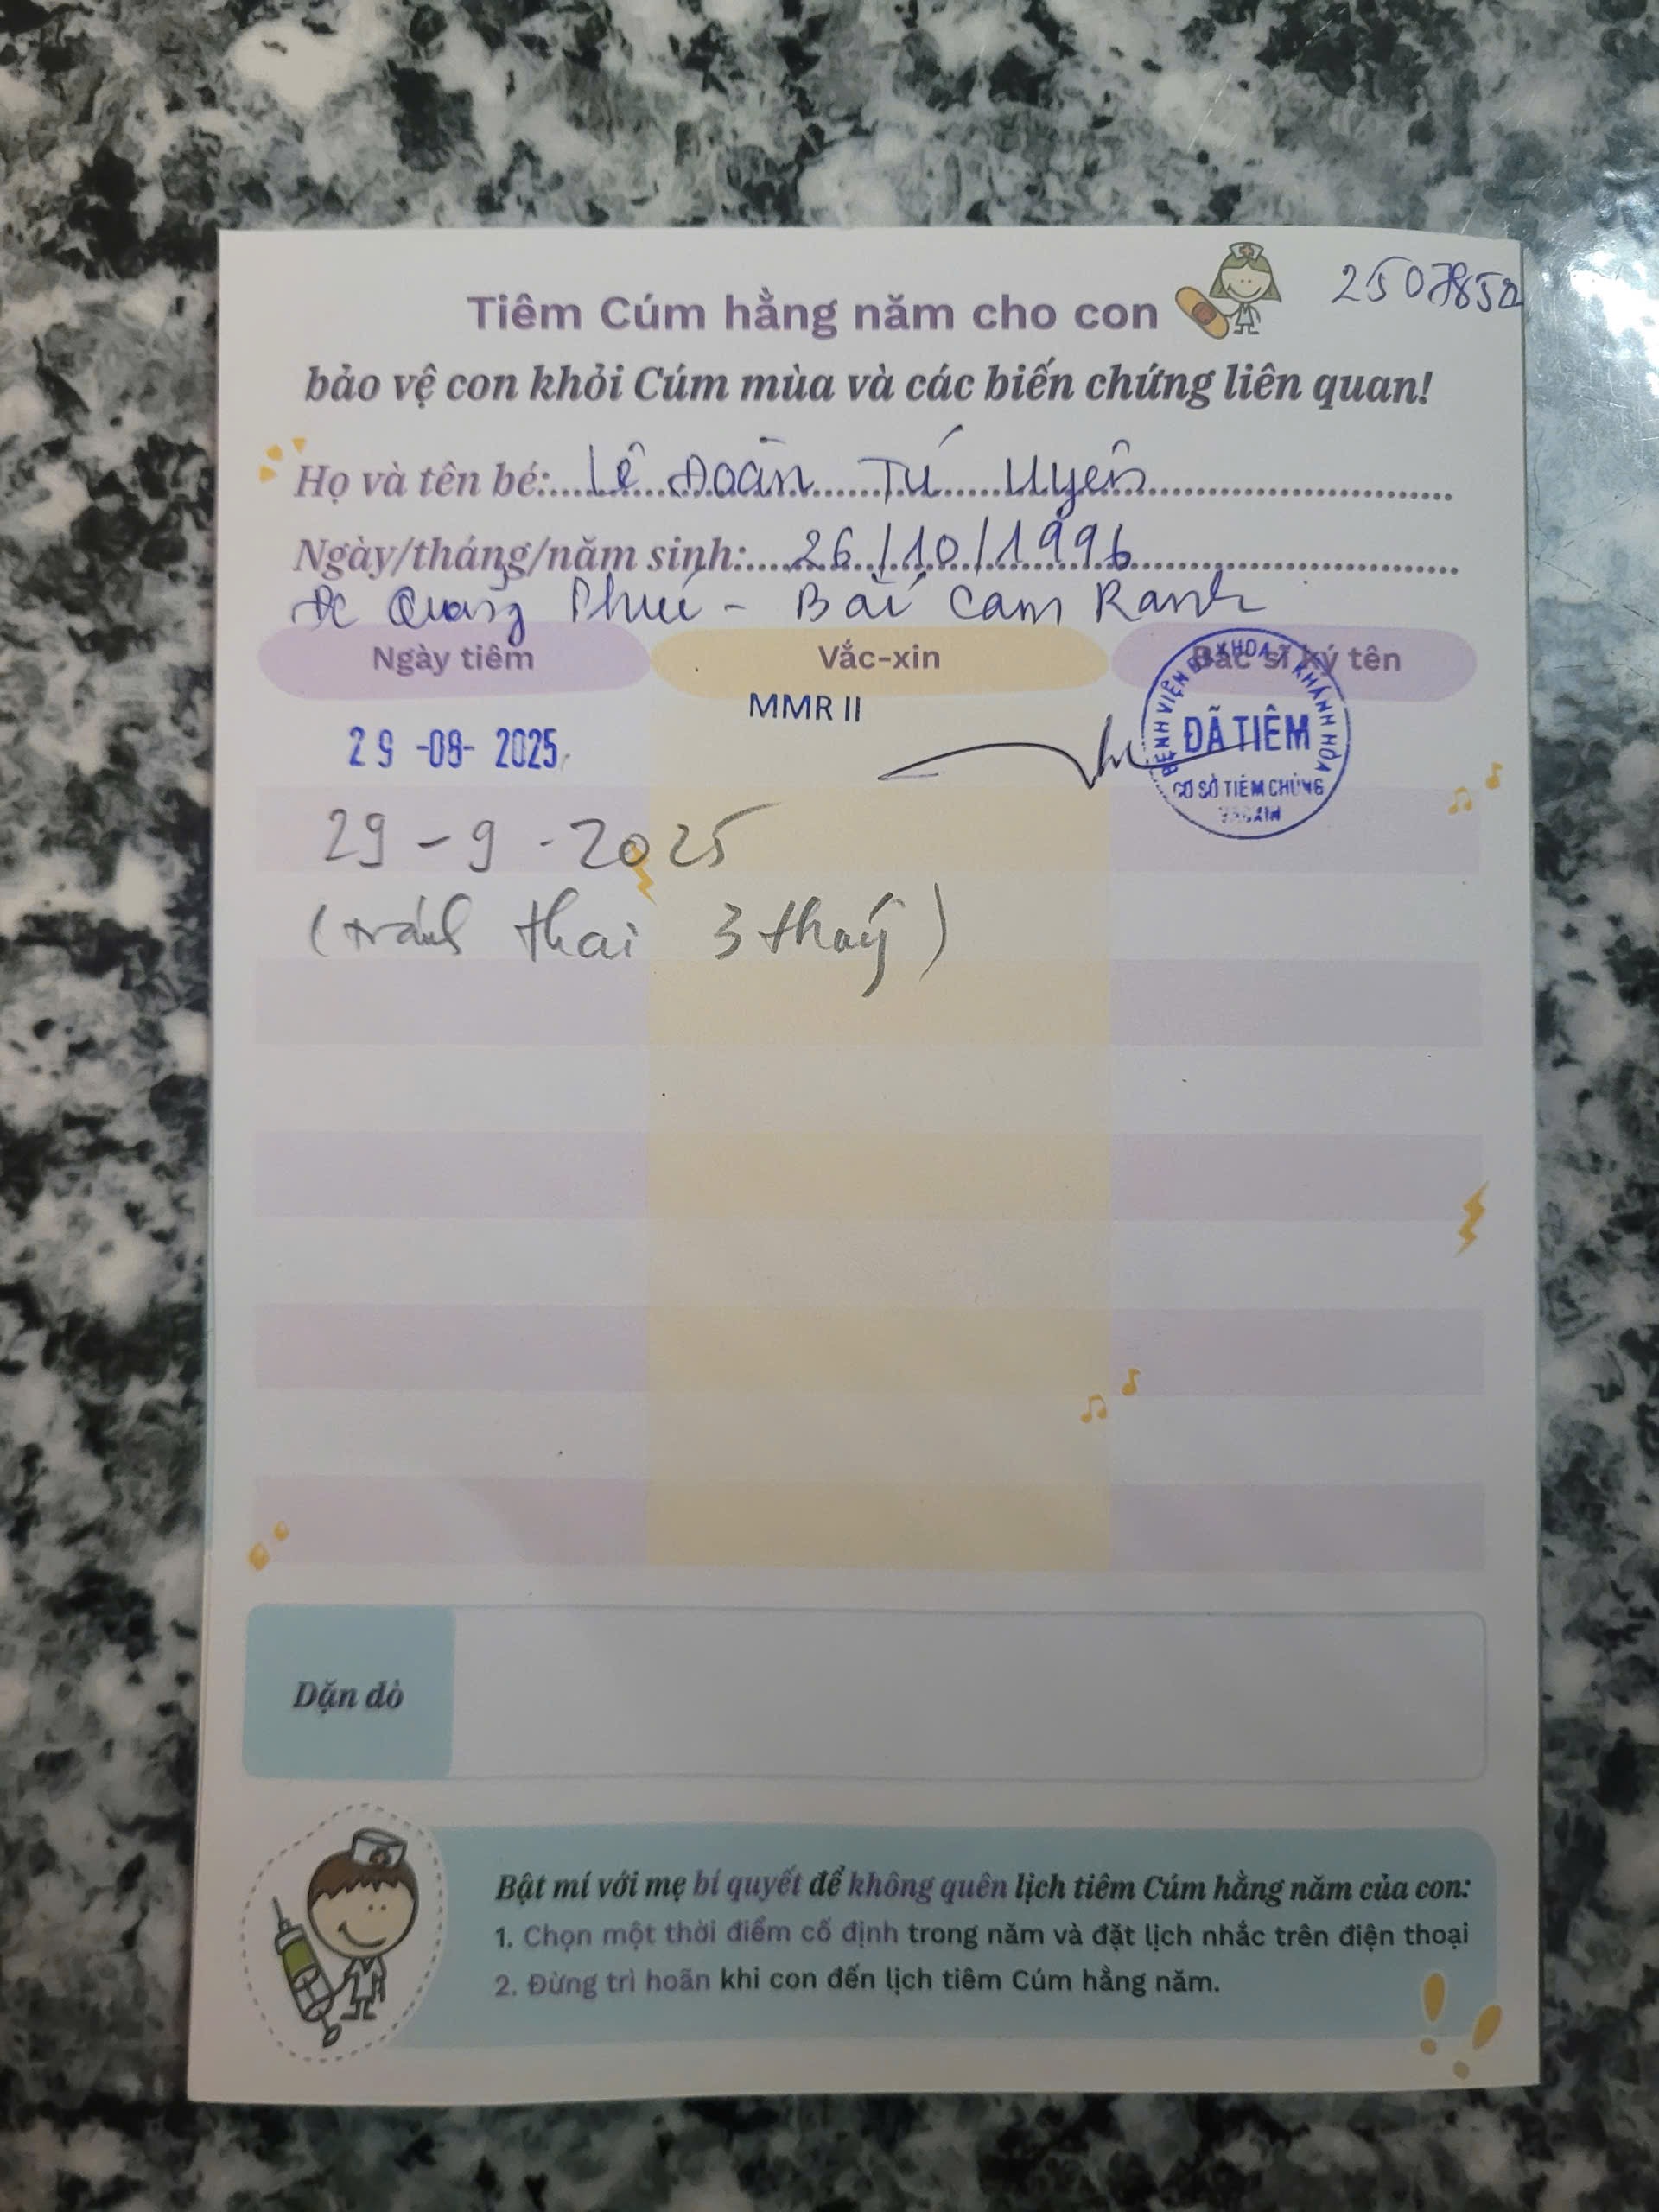 2507850
Tiêm Cúm hằng năm cho con
bảo vệ con khỏi Cúm mùa và các biến chứng liên quan!
Họ và tên bé: Lê Đoàn Tú Uyên
Ngày/tháng/năm sinh: 26/10/1996
ĐC Quảng Phúc - Bắc Cam Ranh
Ngày tiêm Vắc-xin Bác sĩ ký tên
MMR II
29 -08- 2025
BỆNH VIỆN ĐA KHOA KHÁNH HÒA
ĐÃ TIÊM
CƠ SỞ TIÊM CHỦNG
VACXIN
29 - 9 - 2025
(tránh thai 3 tháng)
Dặn dò
Bật mí với mẹ bí quyết để không quên lịch tiêm Cúm hằng năm của con:
1. Chọn một thời điểm cố định trong năm và đặt lịch nhắc trên điện thoại
2. Đừng trì hoãn khi con đến lịch tiêm Cúm hằng năm.